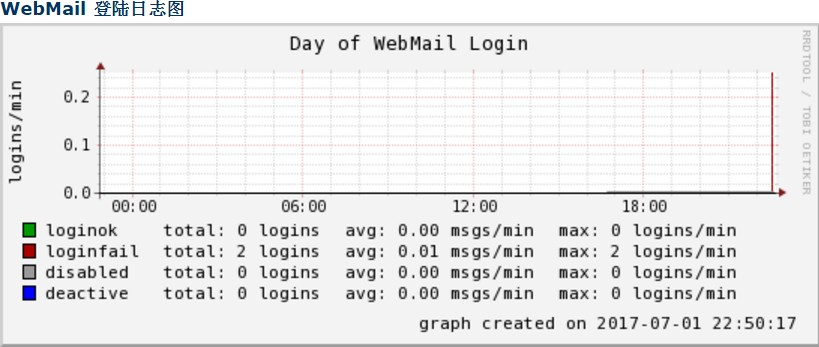 WebMail 登陆日志图
Day of WebMail Login
RRDTOOL / TOBI OETIKER
logins/min
0.2
0.1
0.0
00:00 06:00 12:00 18:00
loginok total: 0 logins avg: 0.00 msgs/min max: 0 logins/min
loginfail total: 2 logins avg: 0.01 msgs/min max: 2 logins/min
disabled total: 0 logins avg: 0.00 msgs/min max: 0 logins/min
deactive total: 0 logins avg: 0.00 msgs/min max: 0 logins/min
graph created on 2017-07-01 22:50:17